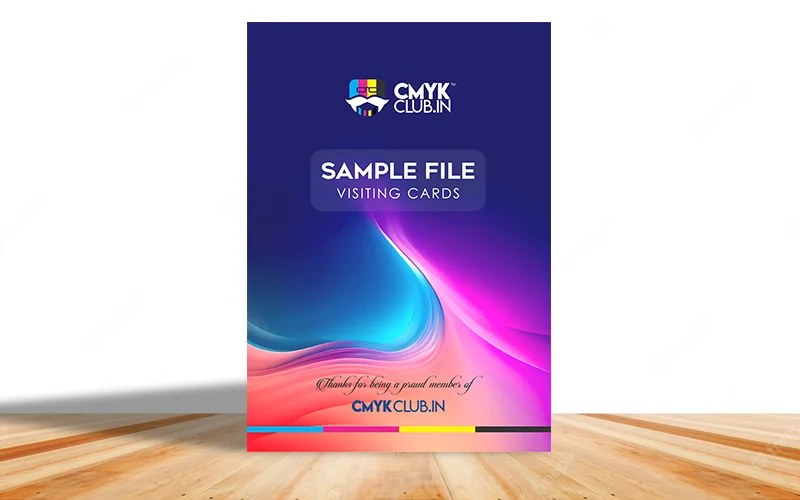 CMYK™
CLUB.IN
SAMPLE FILE
VISITING CARDS
Thanks for being a proud member of
CMYKCLUB.IN